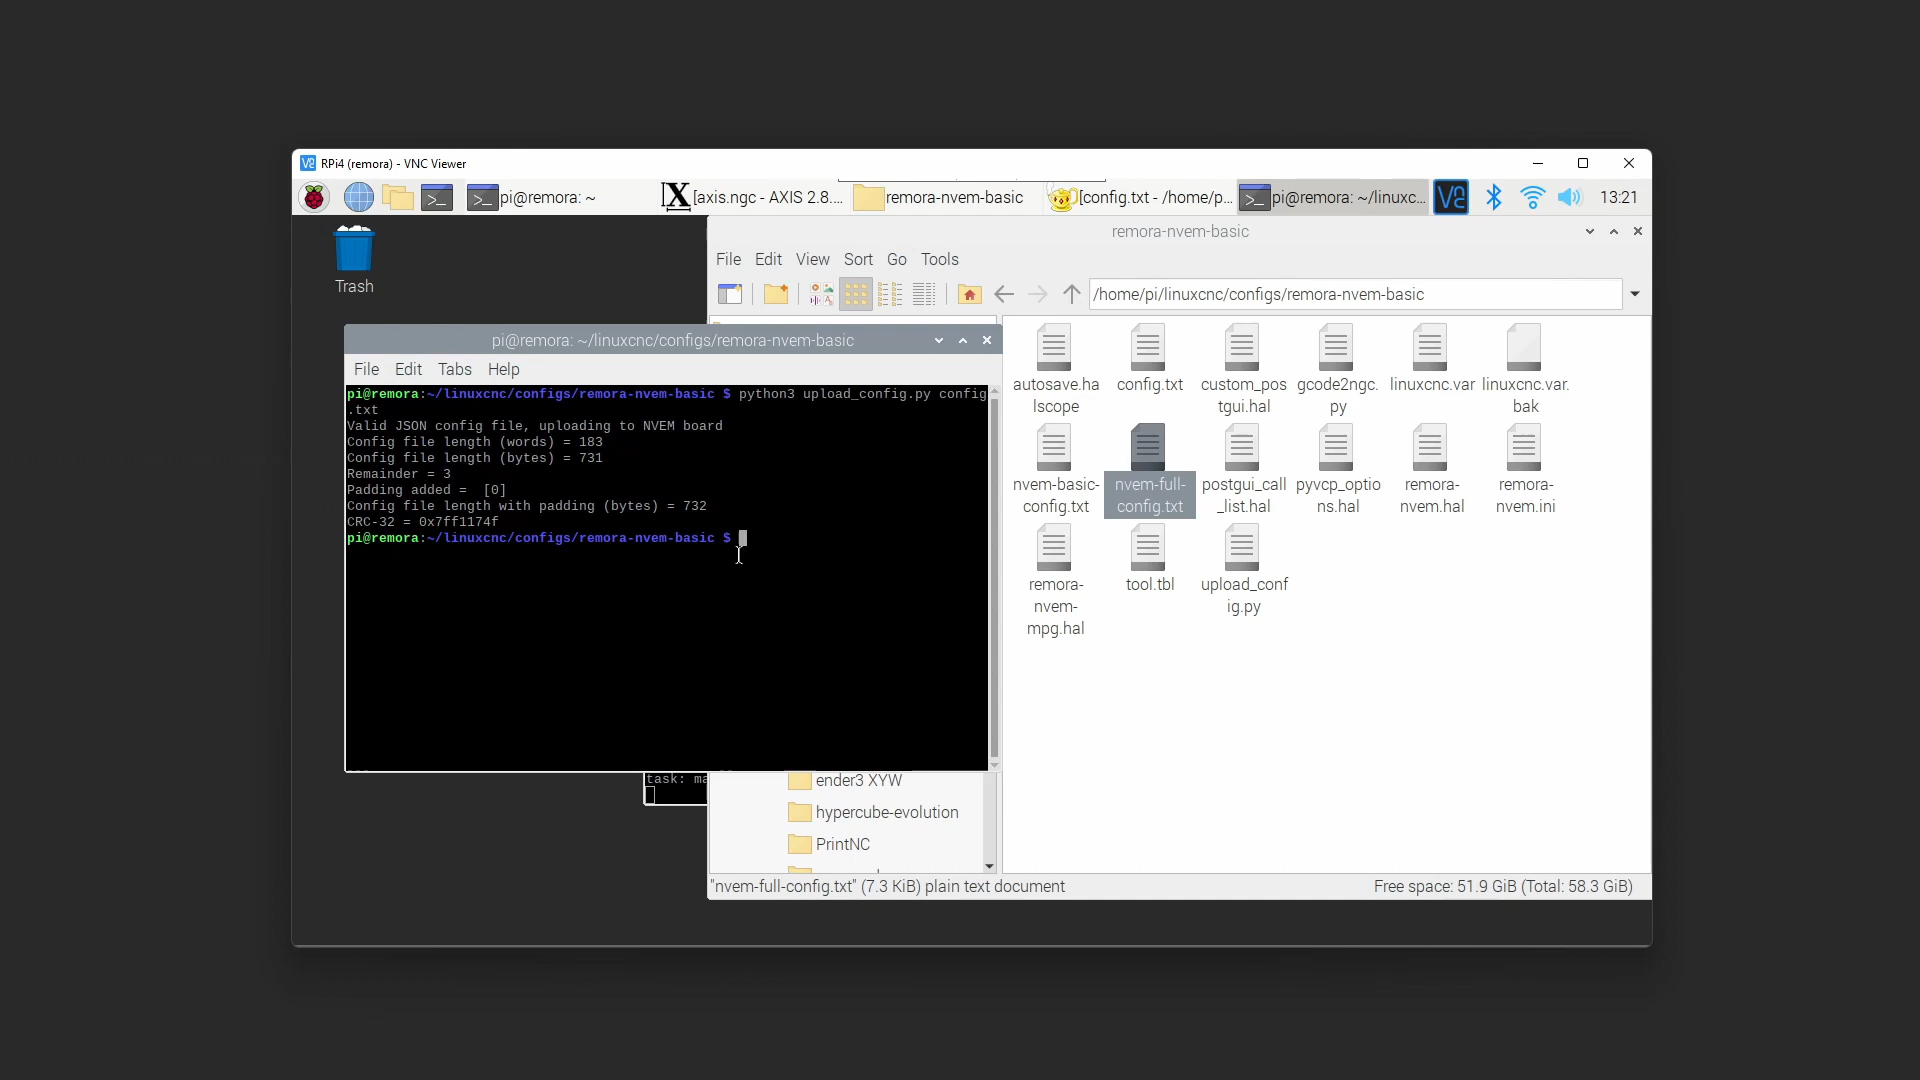 RPi4 (remora) - VNC Viewer
pi@remora: ~
[axis.ngc - AXIS 2.8....
remora-nvem-basic
[config.txt - /home/p...
pi@remora: ~/linuxc...
13:21
Trash
remora-nvem-basic
File Edit View Sort Go Tools
/home/pi/linuxcnc/configs/remora-nvem-basic
pi@remora: ~/linuxcnc/configs/remora-nvem-basic
File Edit Tabs Help
pi@remora:~/linuxcnc/configs/remora-nvem-basic $ python3 upload_config.py config
.txt
Valid JSON config file, uploading to NVEM board
Config file length (words) = 183
Config file length (bytes) = 731
Remainder = 3
Padding added =  [0]
Config file length with padding (bytes) = 732
CRC-32 = 0x7ff1174f
pi@remora:~/linuxcnc/configs/remora-nvem-basic $
autosave.ha
lscope
config.txt
custom_pos
tgui.hal
gcode2ngc.
py
linuxcnc.var
linuxcnc.var.
bak
nvem-basic-
config.txt
nvem-full-
config.txt
postgui_call
_list.hal
pyvcp_optio
ns.hal
remora-
nvem.hal
remora-
nvem.ini
remora-
nvem-
mpg.hal
tool.tbl
upload_conf
ig.py
task: ma
ender3 XYW
hypercube-evolution
PrintNC
"nvem-full-config.txt" (7.3 KiB) plain text document
Free space: 51.9 GiB (Total: 58.3 GiB)